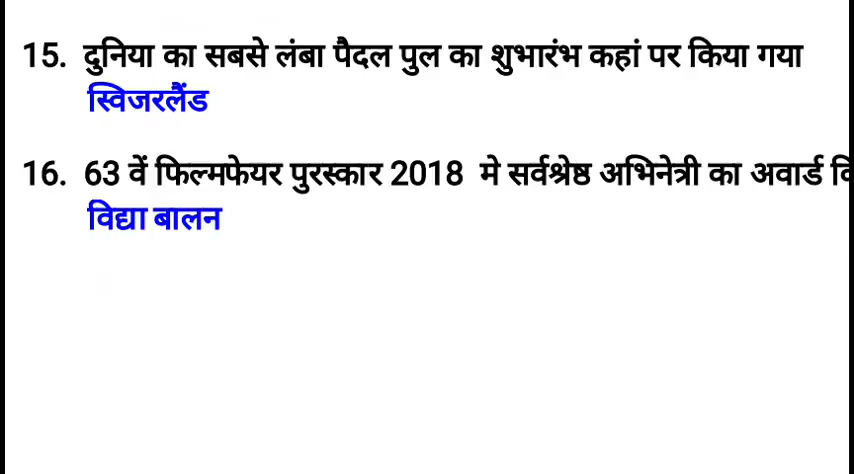 15. दुनिया का सबसे लंबा पैदल पुल का शुभारंभ कहां पर किया गया
स्विजरलैंड
16. 63 वें फिल्मफेयर पुरस्कार 2018 मे सर्वश्रेष्ठ अभिनेत्री का अवार्ड
विद्या बालन